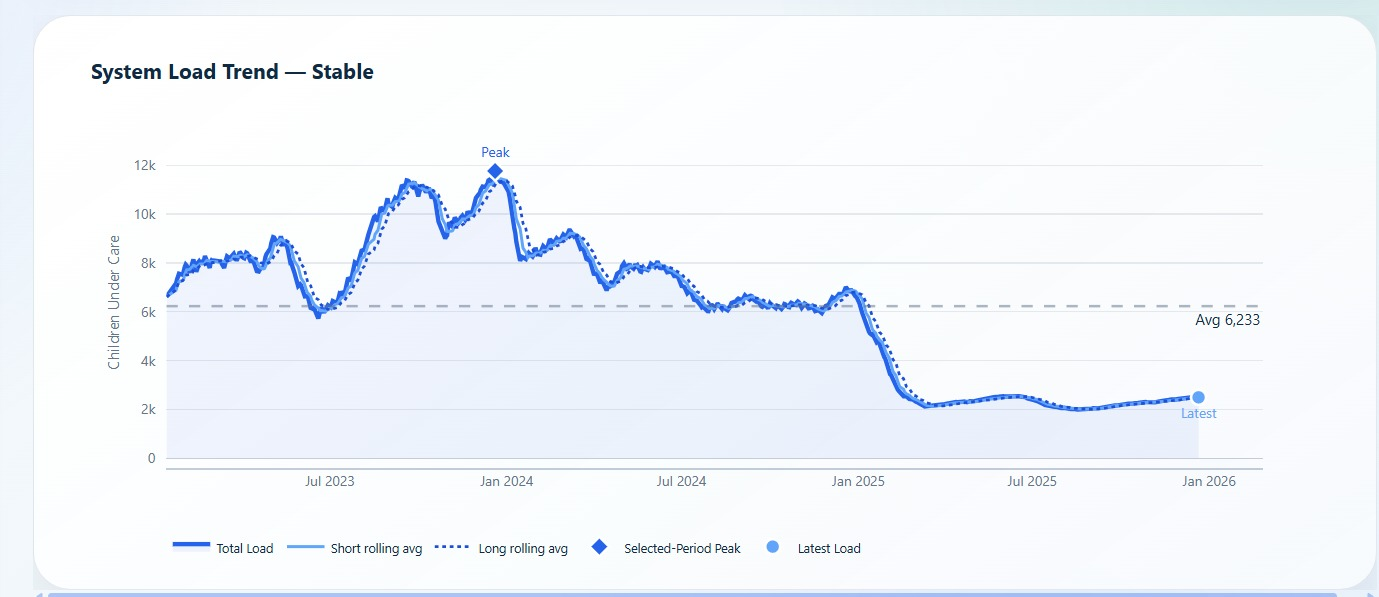 System Load Trend — Stable
Peak
12k
10k
8k
6k
4k
2k
0
Children Under Care
Avg 6,233
Latest
Jul 2023
Jan 2024
Jul 2024
Jan 2025
Jul 2025
Jan 2026
Total Load
Short rolling avg
Long rolling avg
Selected-Period Peak
Latest Load